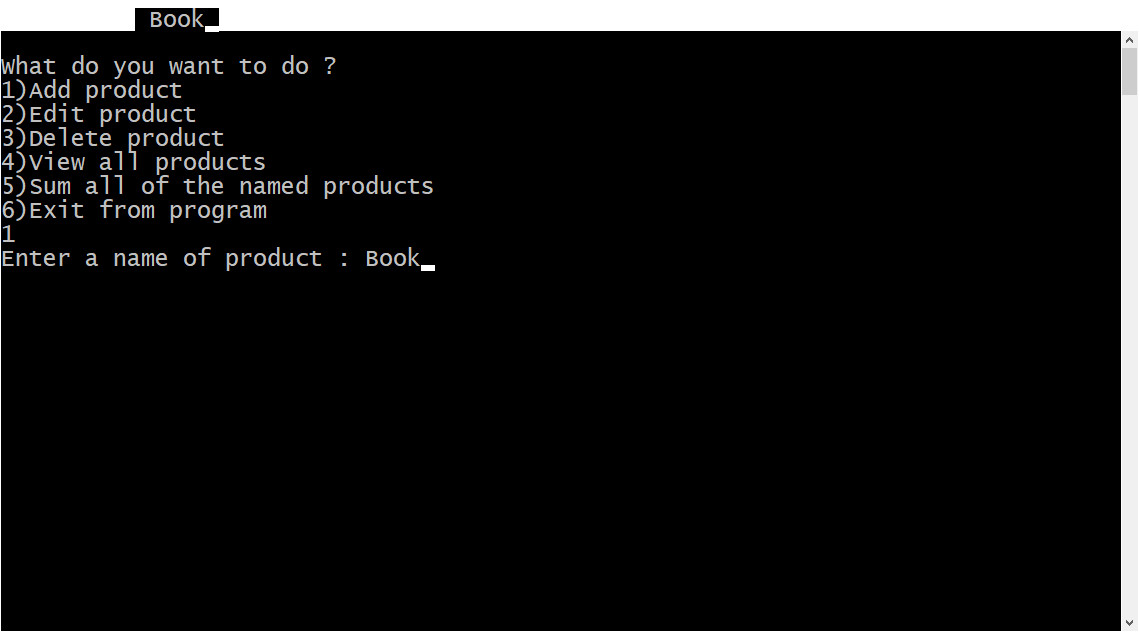 Book
What do you want to do ?
1)Add product
2)Edit product
3)Delete product
4)View all products
5)Sum all of the named products
6)Exit from program
1
Enter a name of product : Book